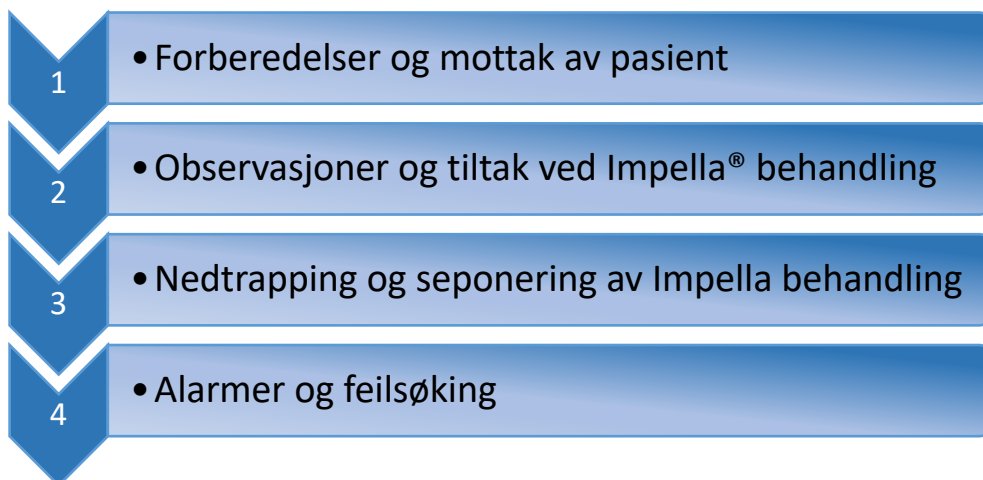 1
• Forberedelser og mottak av pasient
2
• Observasjoner og tiltak ved Impella® behandling
3
• Nedtrapping og seponering av Impella behandling
4
• Alarmer og feilsøking